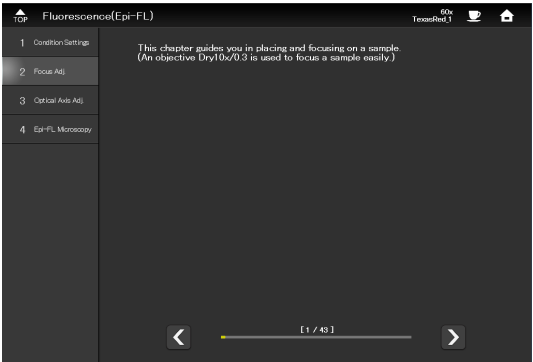 TOP
Fluorescence(Epi-FL)
60x
TexasRed_1
1 Condition Settings
2 Focus Adj.
3 Optical Axis Adj.
4 Epi-FL Microscopy
This chapter guides you in placing and focusing on a sample.
(An objective Dry10x/0.3 is used to focus a sample easily.)
[1 / 43]